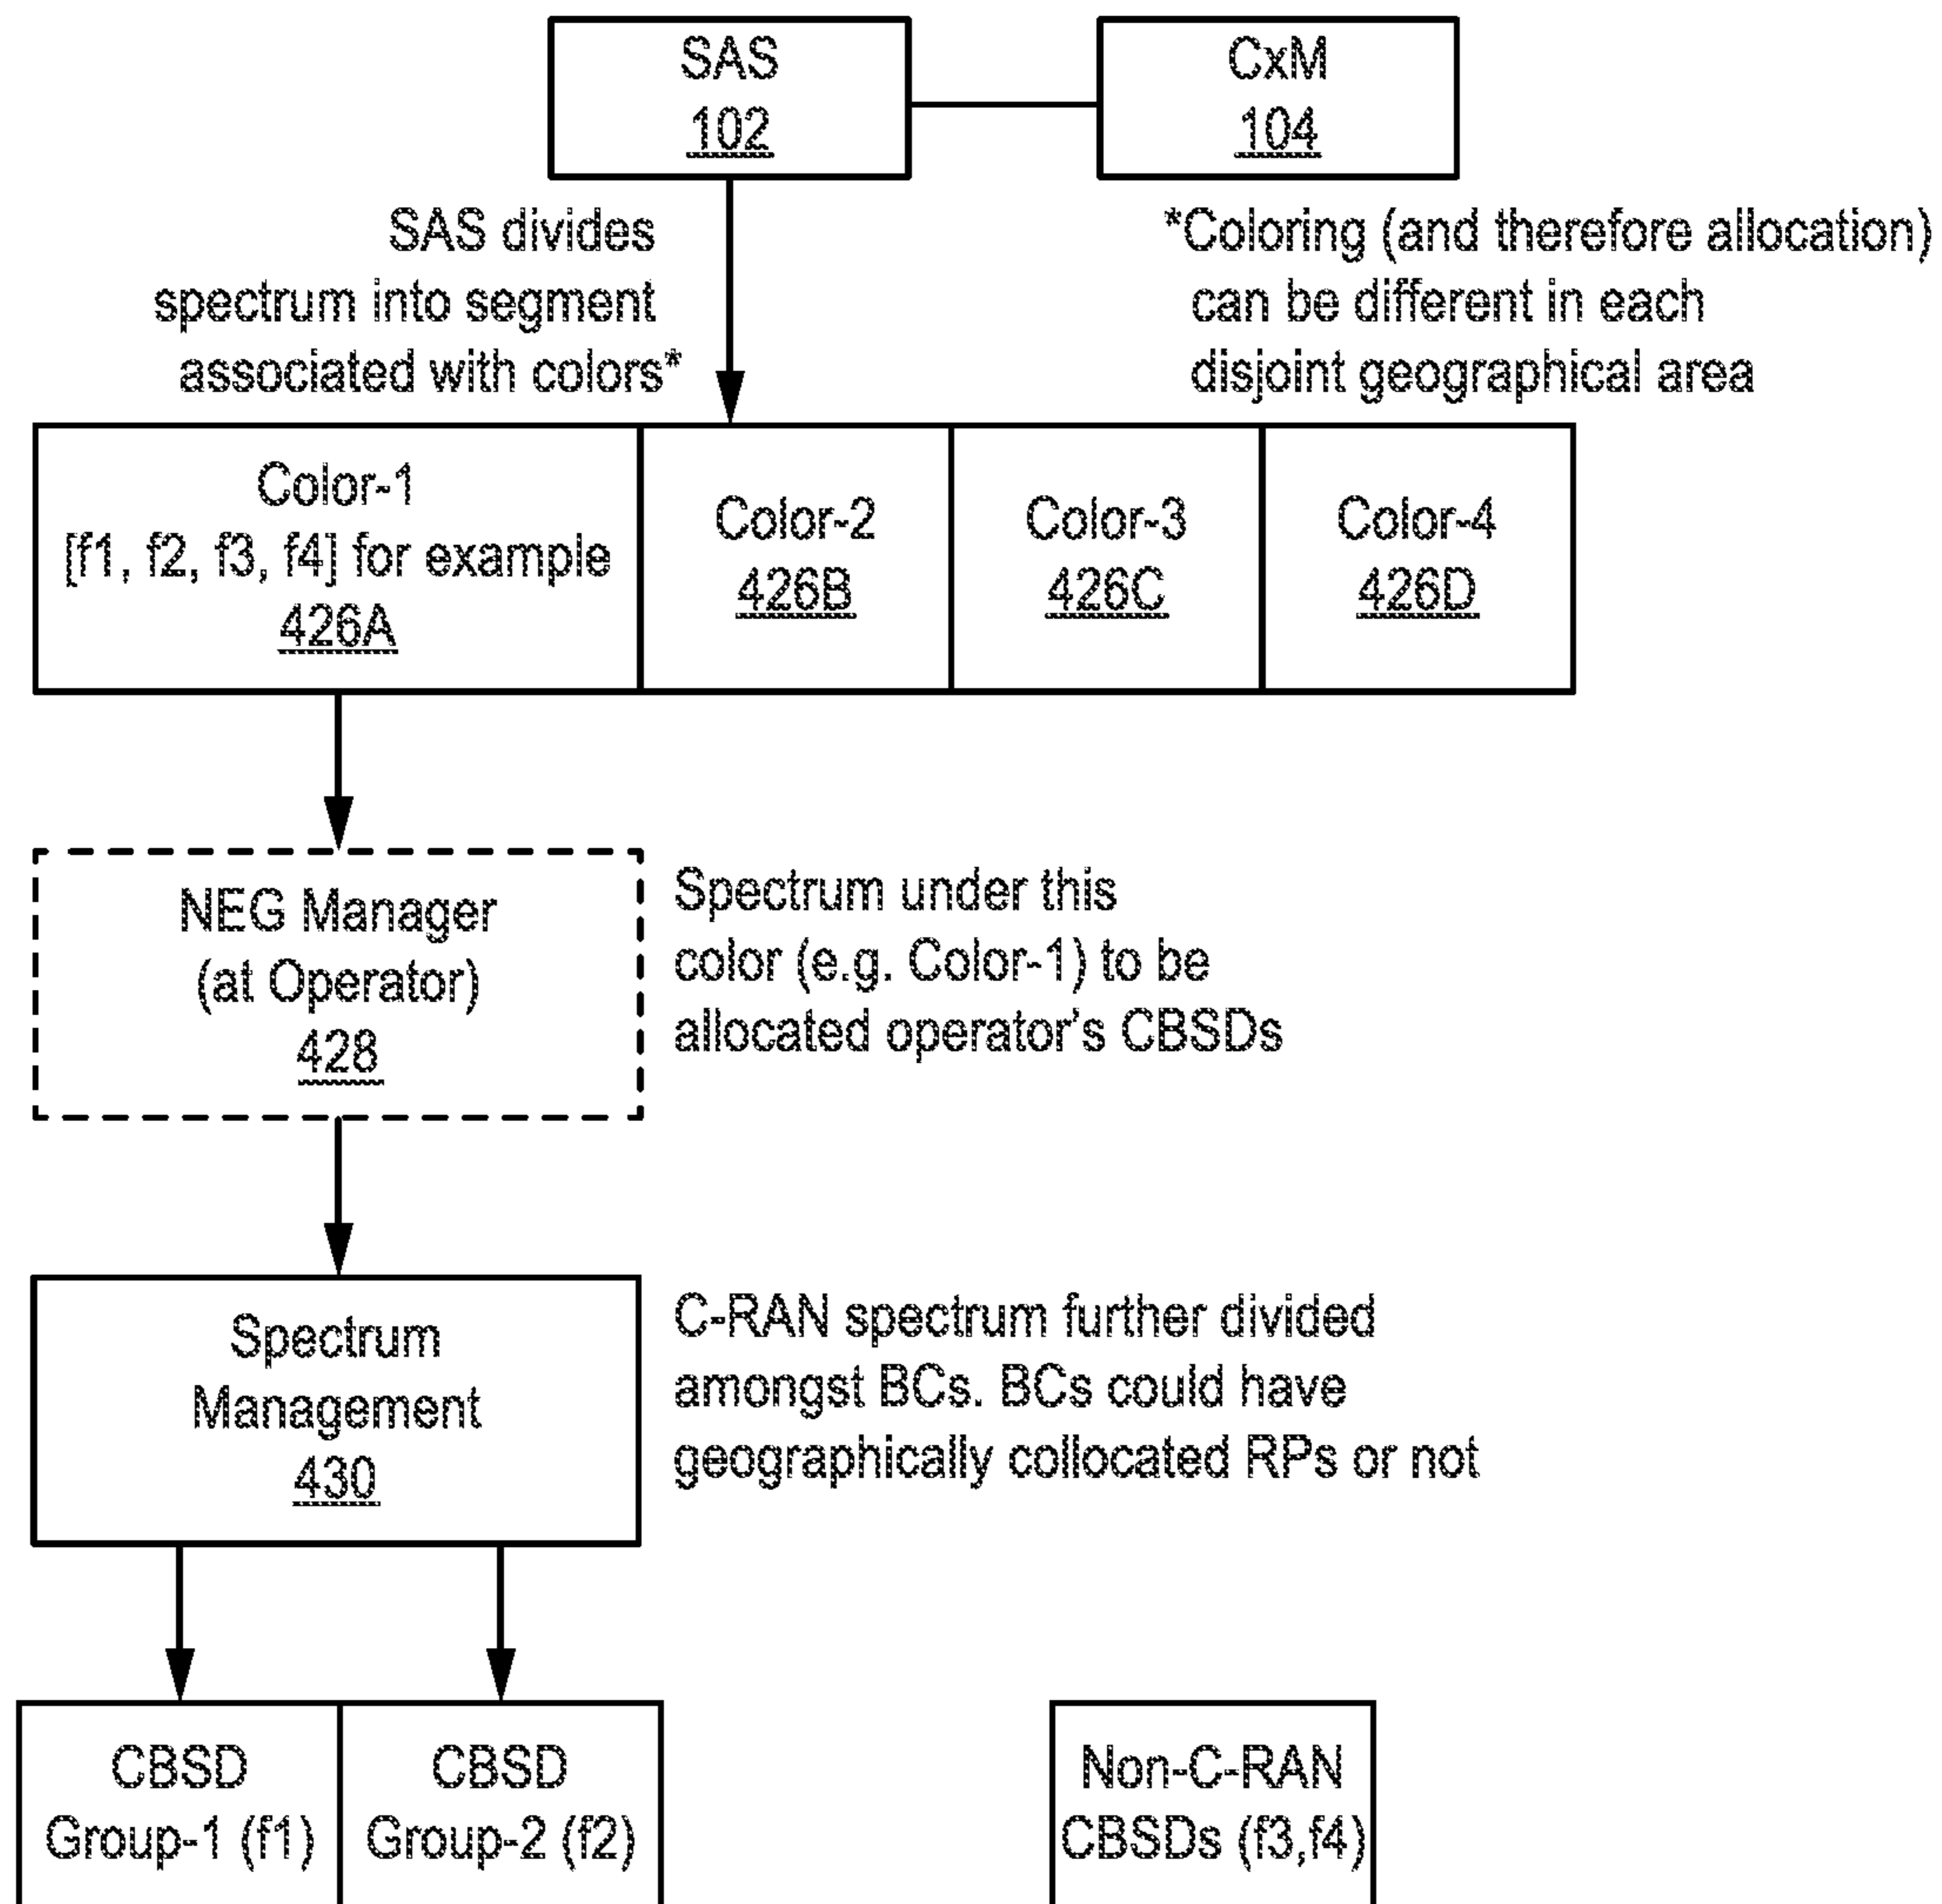 SAS
102
CxM
104
SAS divides
spectrum into segment
associated with colors*
*Coloring (and therefore allocation)
can be different in each
disjoint geographical area
Color-1
[f1, f2, f3, f4] for example
426A
Color-2
426B
Color-3
426C
Color-4
426D
NEG Manager
(at Operator)
428
Spectrum under this
color (e.g. Color-1) to be
allocated operator's CBSDs
Spectrum
Management
430
C-RAN spectrum further divided
amongst BCs. BCs could have
geographically collocated RPs or not
CBSD
Group-1 (f1)
CBSD
Group-2 (f2)
Non-C-RAN
CBSDs (f3,f4)